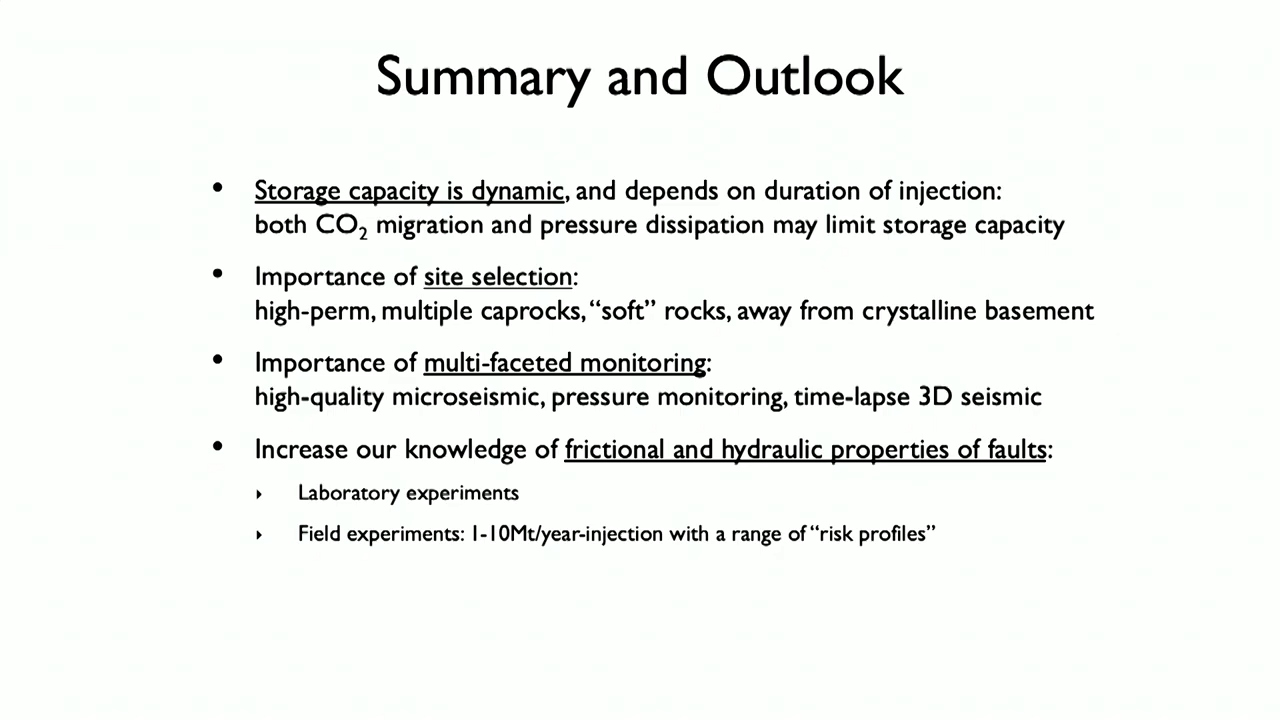 Summary and Outlook
• Storage capacity is dynamic, and depends on duration of injection:
both CO₂ migration and pressure dissipation may limit storage capacity
• Importance of site selection:
high-perm, multiple caprocks, “soft” rocks, away from crystalline basement
• Importance of multi-faceted monitoring:
high-quality microseismic, pressure monitoring, time-lapse 3D seismic
• Increase our knowledge of frictional and hydraulic properties of faults:
‣ Laboratory experiments
‣ Field experiments: 1-10Mt/year-injection with a range of “risk profiles”